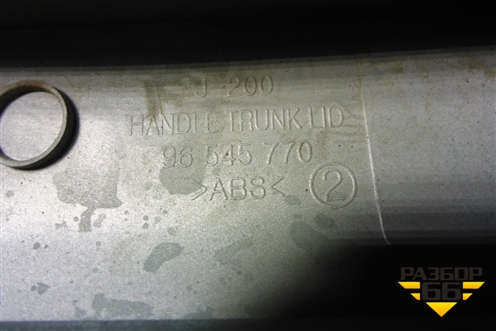 J-200
HANDLE TRUNK LID
96 545 770
>ABS< 2
РАЗБОР
66